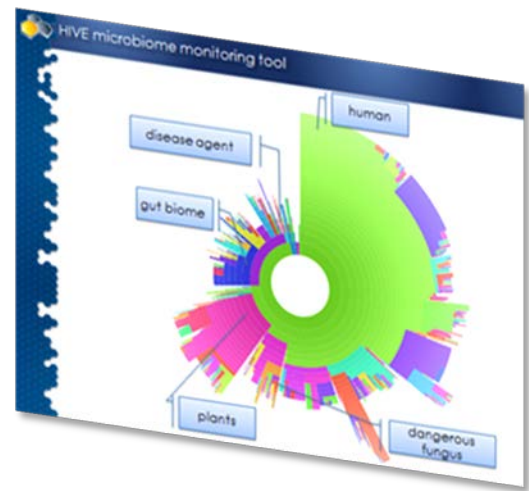 HIVE microbiome monitoring tool
human
disease agent
gut biome
plants
dangerous
fungus